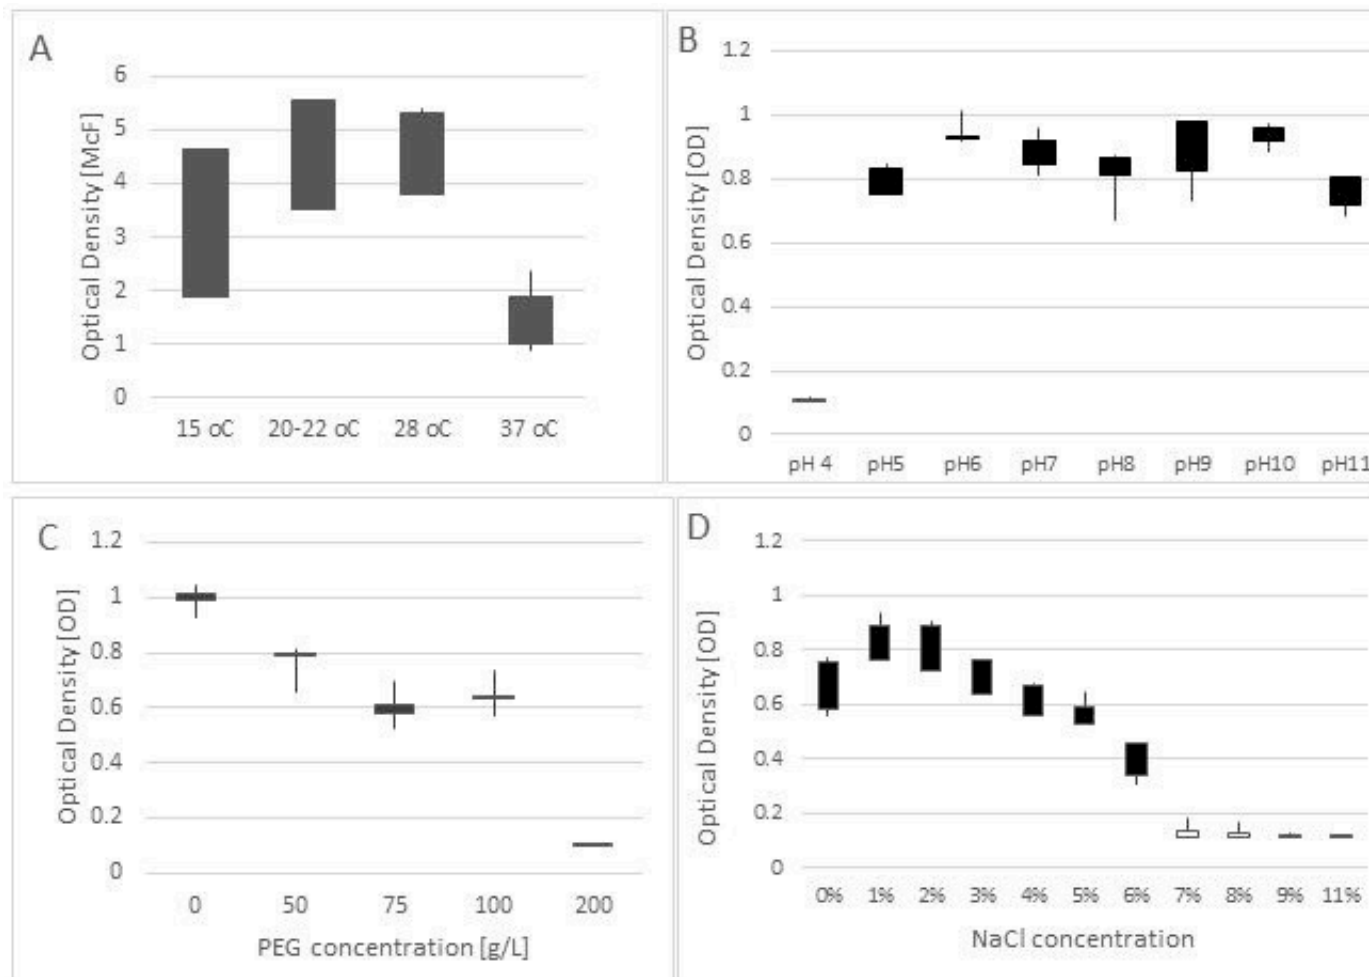 A
Optical Density [McF]
6
5
4
3
2
1
0
15 oC 20-22 oC 28 oC 37 oC
B
Optical Density [OD]
1.2
1
0.8
0.6
0.4
0.2
0
pH 4 pH5 pH6 pH7 pH8 pH9 pH10 pH11
C
Optical Density [OD]
1.2
1
0.8
0.6
0.4
0.2
0
0 50 75 100 200
PEG concentration [g/L]
D
Optical Density [OD]
1.2
1
0.8
0.6
0.4
0.2
0
0% 1% 2% 3% 4% 5% 6% 7% 8% 9% 11%
NaCl concentration